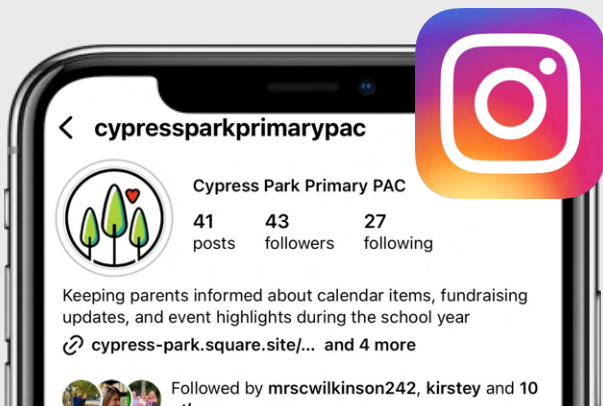 cypressparkprimarypac
Cypress Park Primary PAC
41 43 27
posts followers following
Keeping parents informed about calendar items, fundraising
updates, and event highlights during the school year
cypress-park.square.site/... and 4 more
Followed by mrscwilkinson242, kirstey and 10